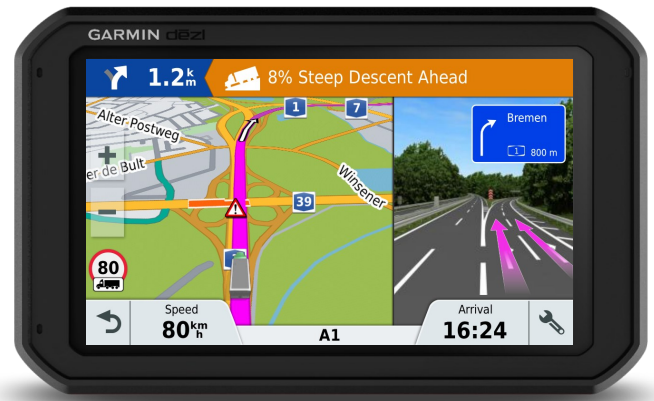 GARMIN dēzl
1.2 km
8% Steep Descent Ahead
1
7
Bremen
1 800 m
Alter Postweg
er de Bult
Winsener
39
80
Speed
80 km/h
A1
Arrival
16:24